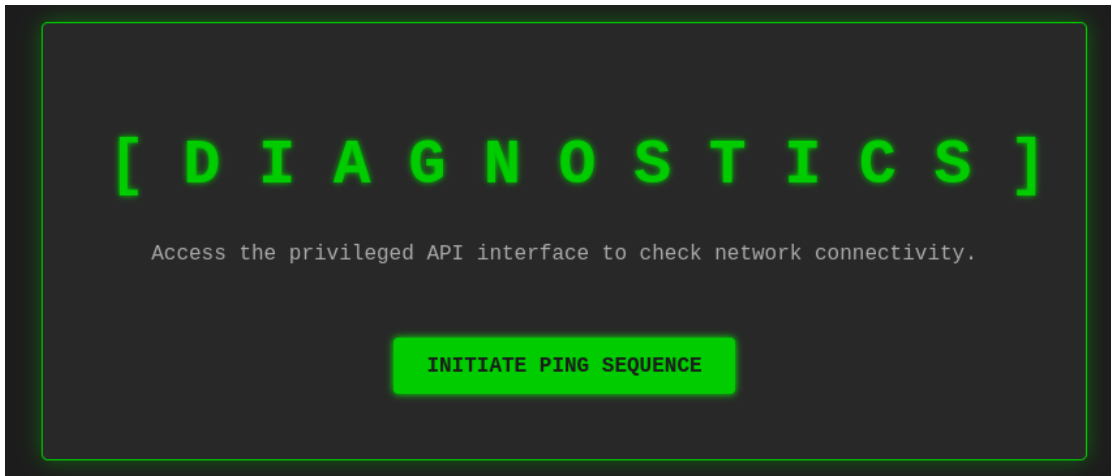 [ D I A G N O S T I C S ]
Access the privileged API interface to check network connectivity.
INITIATE PING SEQUENCE